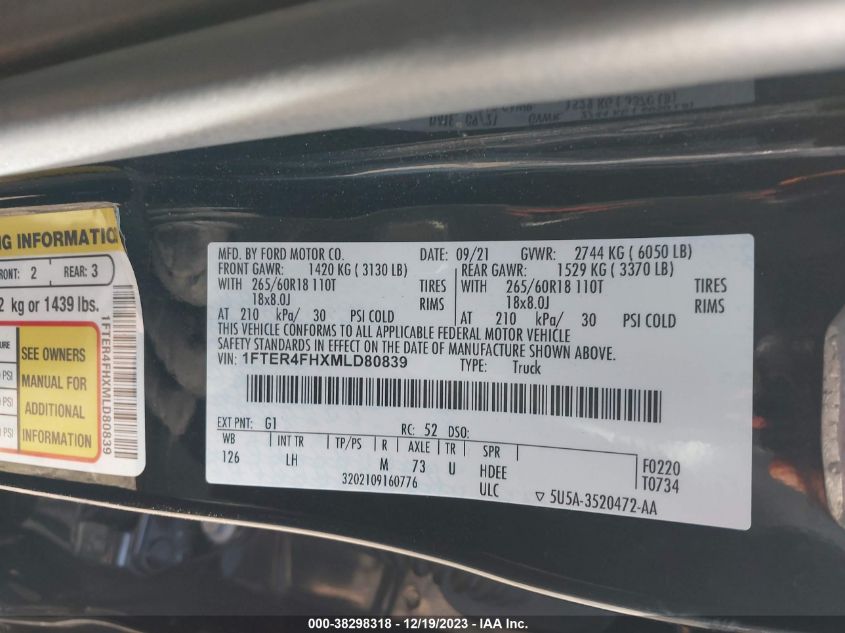 NG INFORMATIO
FRONT: 2 REAR: 3
2 kg or 1439 lbs.
SEE OWNERS
MANUAL FOR
ADDITIONAL
INFORMATION
PSI
PSI
PSI
1FTER4FHXMLD80839
MFD. BY FORD MOTOR CO. DATE: 09/21 GVWR: 2744 KG ( 6050 LB)
FRONT GAWR: 1420 KG ( 3130 LB) REAR GAWR: 1529 KG ( 3370 LB)
WITH 265/60R18 110T TIRES WITH 265/60R18 110T TIRES
18x8.0J RIMS 18x8.0J RIMS
AT 210 kPa/ 30 PSI COLD AT 210 kPa/ 30 PSI COLD
THIS VEHICLE CONFORMS TO ALL APPLICABLE FEDERAL MOTOR VEHICLE
SAFETY STANDARDS IN EFFECT ON THE DATE OF MANUFACTURE SHOWN ABOVE.
VIN: 1FTER4FHXMLD80839 TYPE: Truck
EXT PNT: G1 RC: 52 DSO:
WB INT TR TP/PS R AXLE TR SPR
126 LH M 73 U HDEE F0220
3202109160776 ULC T0734
5U5A-3520472-AA
000-38298318 - 12/19/2023 - IAA Inc.